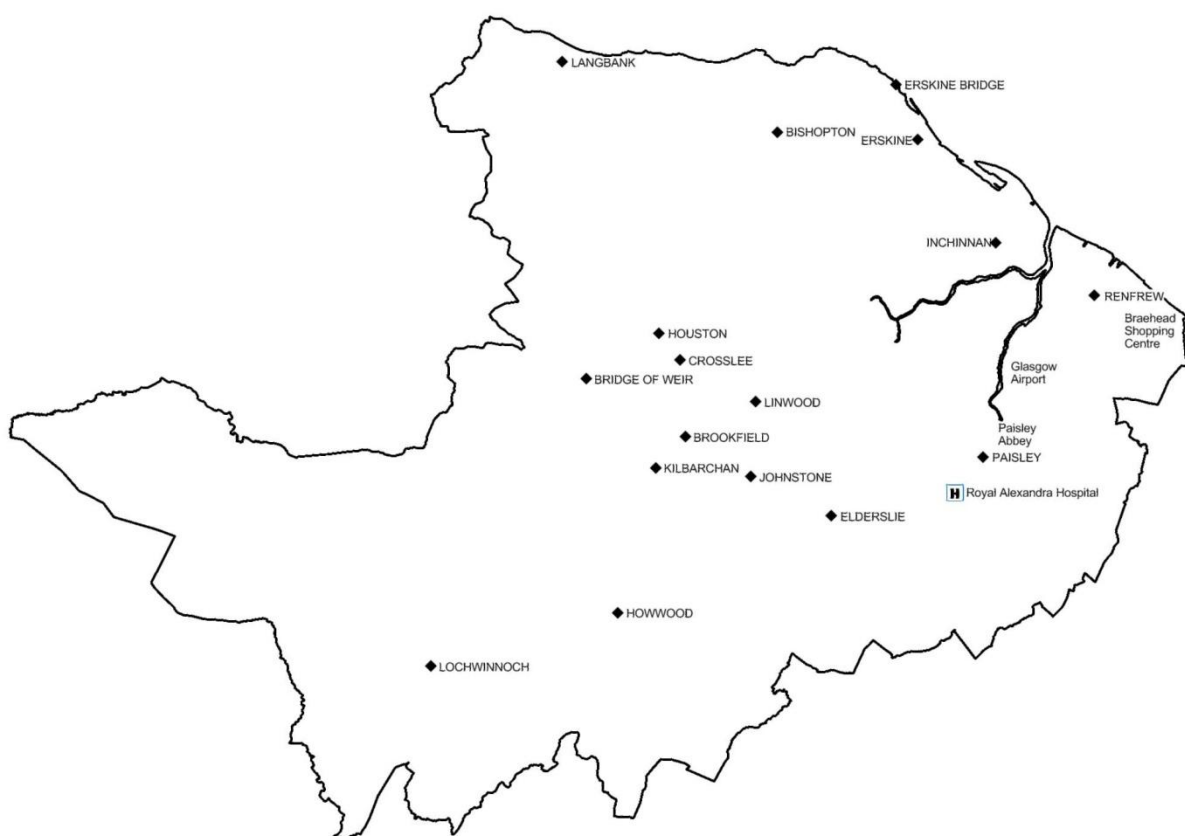 LANGBANK
ERSKINE BRIDGE
BISHOPTON
ERSKINE
INCHINNAN
RENFREW
Braehead
Shopping
Centre
HOUSTON
CROSSLEE
Glasgow
Airport
BRIDGE OF WEIR
LINWOOD
Paisley
Abbey
BROOKFIELD
PAISLEY
KILBARCHAN
JOHNSTONE
H Royal Alexandra Hospital
ELDERSLIE
HOWWOOD
LOCHWINNOCH